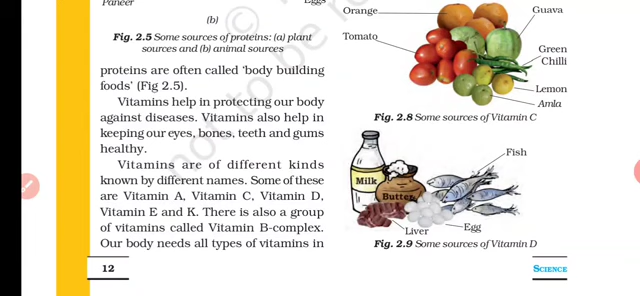 Paneer
Eggs
(b)
Fig. 2.5 Some sources of proteins: (a) plant
sources and (b) animal sources
proteins are often called ‘body building
foods’ (Fig 2.5).
Vitamins help in protecting our body
against diseases. Vitamins also help in
keeping our eyes, bones, teeth and gums
healthy.
Vitamins are of different kinds
known by different names. Some of these
are Vitamin A, Vitamin C, Vitamin D,
Vitamin E and K. There is also a group
of vitamins called Vitamin B-complex.
Our body needs all types of vitamins in
12
Orange
Guava
Tomato
Green
Chilli
Lemon
Amla
Fig. 2.8 Some sources of Vitamin C
Fish
Milk
Butter
Liver
Egg
Fig. 2.9 Some sources of Vitamin D
SCIENCE
not to be re